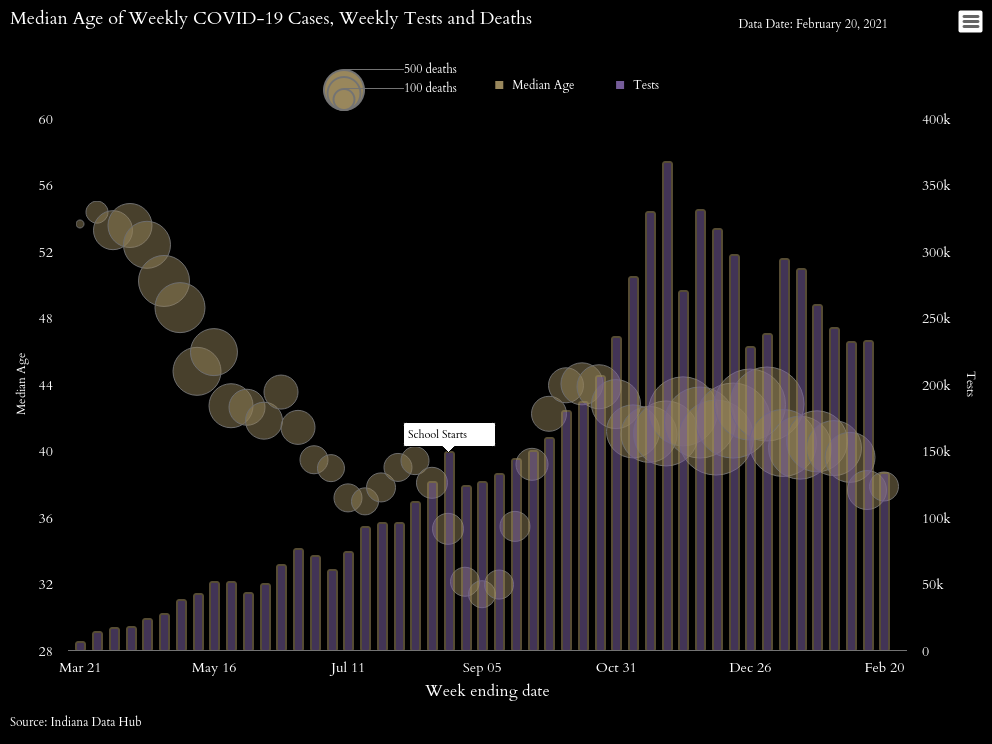 Median Age of Weekly COVID-19 Cases, Weekly Tests and Deaths
Data Date: February 20, 2021
500 deaths
100 deaths
Median Age
Tests
60
400k
56
350k
52
300k
48
250k
44
200k
40
150k
36
100k
32
50k
28
0
Median Age
Tests
School Starts
Mar 21
May 16
Jul 11
Sep 05
Oct 31
Dec 26
Feb 20
Week ending date
Source: Indiana Data Hub